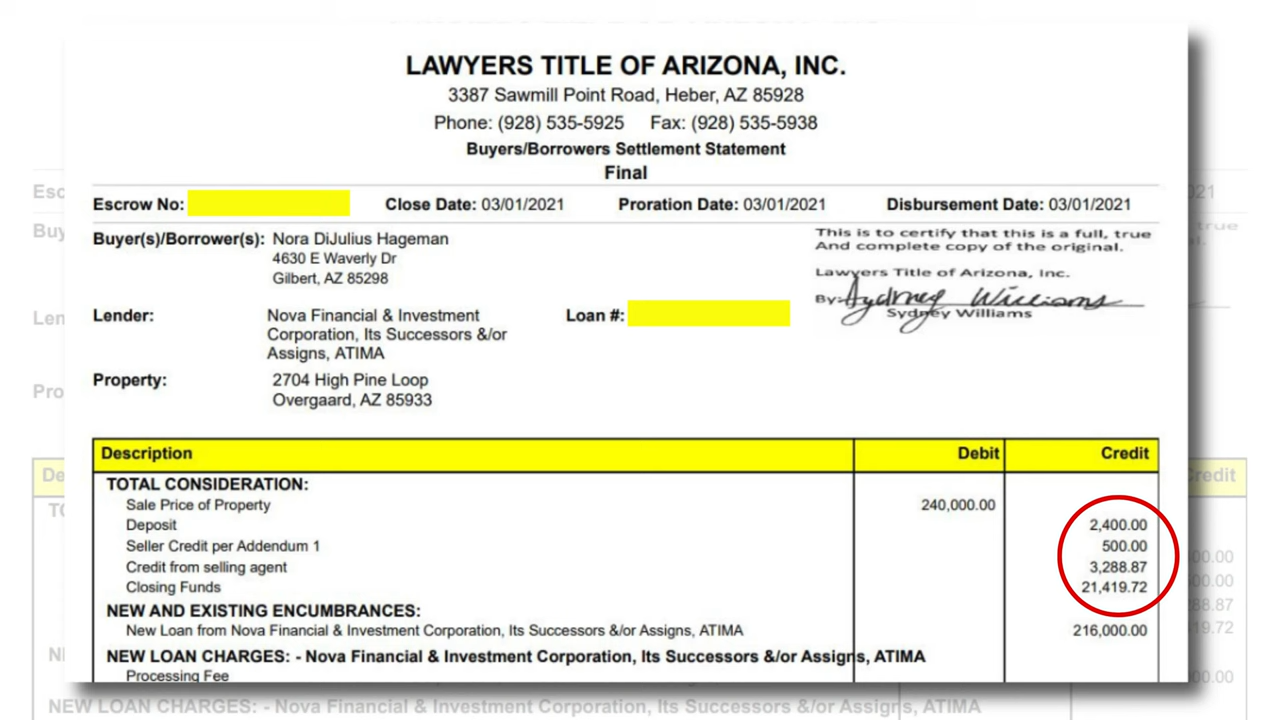 LAWYERS TITLE OF ARIZONA, INC.
3387 Sawmill Point Road, Heber, AZ 85928
Phone: (928) 535-5925 Fax: (928) 535-5938
Buyers/Borrowers Settlement Statement
Final
Escrow No: Close Date: 03/01/2021 Proration Date: 03/01/2021 Disbursement Date: 03/01/2021
Buyer(s)/Borrower(s): Nora DiJulius Hageman
4630 E Waverly Dr
Gilbert, AZ 85298
This is to certify that this is a full, true
And complete copy of the original.
Lawyers Title of Arizona, Inc.
By: Sydney Williams
Sydney Williams
Lender: Nova Financial & Investment
Corporation, Its Successors &/or
Assigns, ATIMA
Loan #:
Property: 2704 High Pine Loop
Overgaard, AZ 85933
Description Debit Credit
TOTAL CONSIDERATION:
Sale Price of Property 240,000.00
Deposit 2,400.00
Seller Credit per Addendum 1 500.00
Credit from selling agent 3,288.87
Closing Funds 21,419.72
NEW AND EXISTING ENCUMBRANCES:
New Loan from Nova Financial & Investment Corporation, Its Successors &/or Assigns, ATIMA 216,000.00
NEW LOAN CHARGES: - Nova Financial & Investment Corporation, Its Successors &/or Assigns, ATIMA
Processing Fee
NEW LOAN CHARGES: - Nova Financial & Investment Corporation, Its Successors &/or Assigns, ATIMA